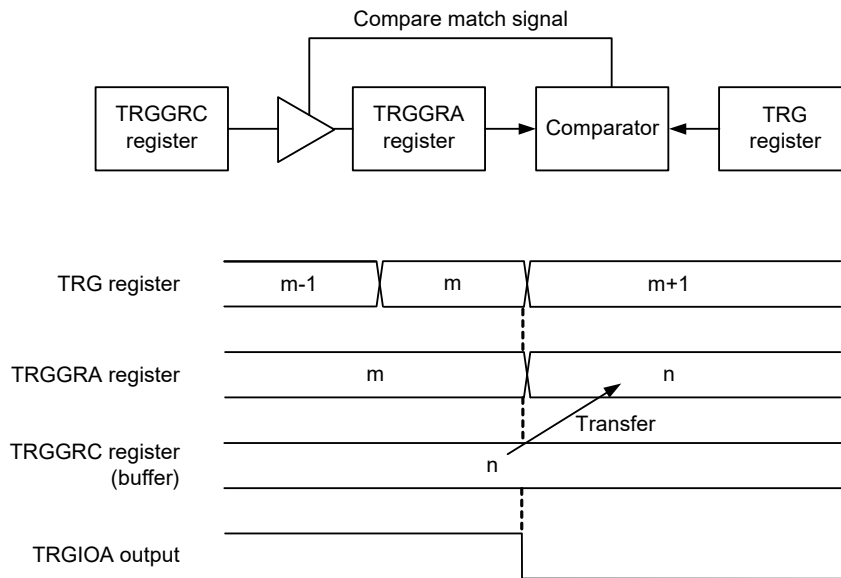 Compare match signal
TRGGRC
register
TRGGRA
register
Comparator
TRG
register
TRG register
m-1
m
m+1
TRGGRA register
m
n
Transfer
TRGGRC register
(buffer)
n
TRGIOA output